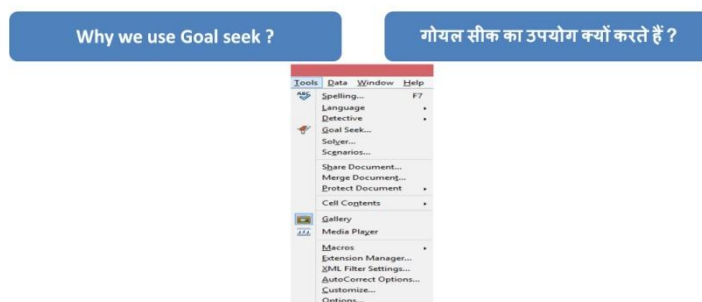 Why we use Goal seek ?
गोयल सीक का उपयोग क्यों करते हैं ?
Tools Data Window Help
ABC Spelling... F7
Language
Detective
Goal Seek...
Solver...
Scenarios...
Share Document...
Merge Document...
Protect Document
Cell Contents
Gallery
Media Player
Macros
Extension Manager...
XML Filter Settings...
AutoCorrect Options...
Customize...
Options...